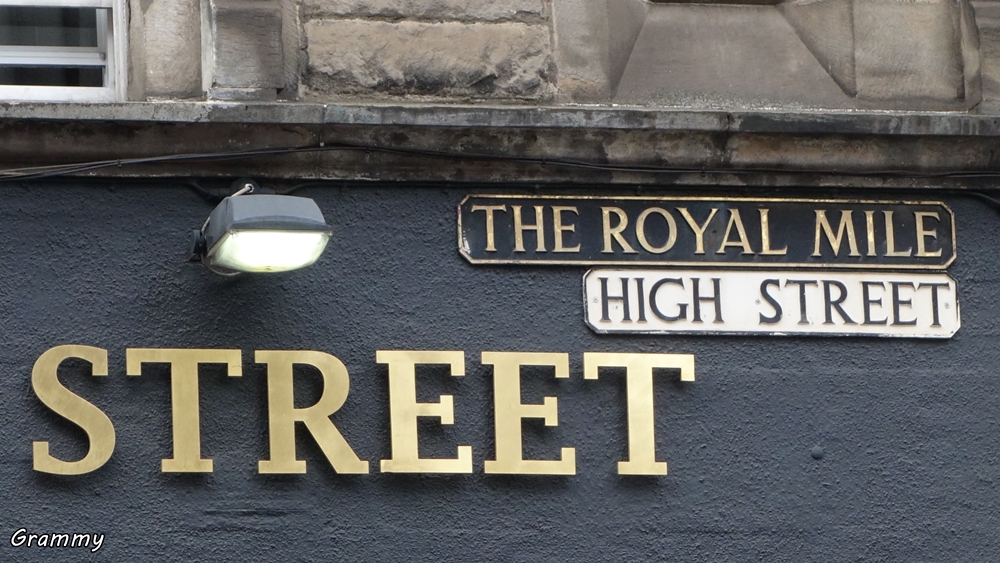 THE ROYAL MILE
HIGH STREET
STREET
Grammy